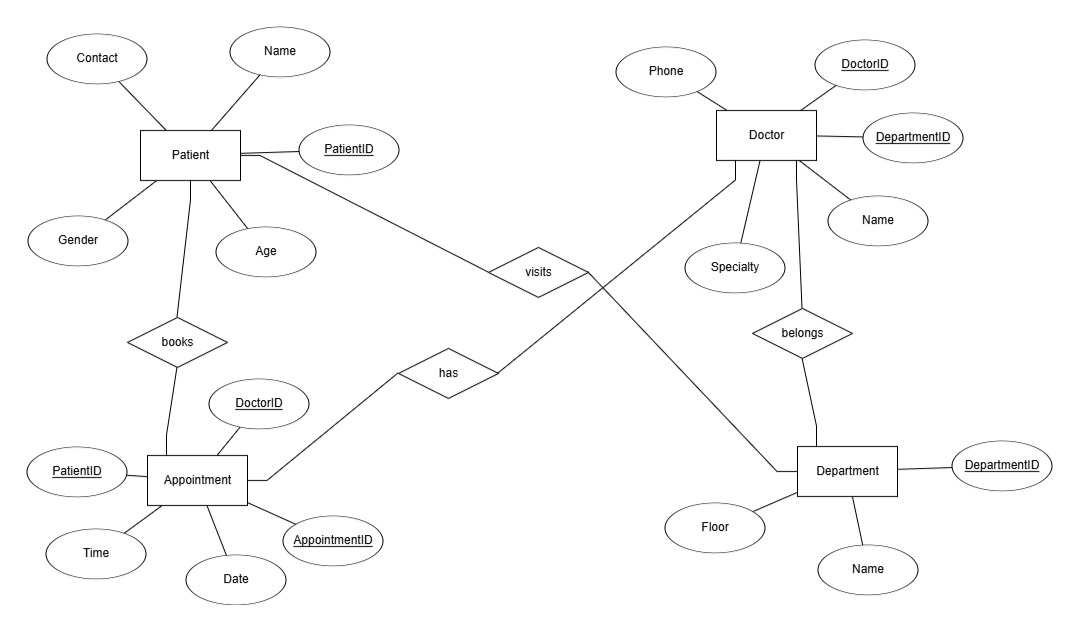 Name
Contact
DoctorID
Phone
Doctor
DepartmentID
PatientID
Patient
Name
Gender
Age
Specialty
visits
belongs
books
has
DoctorID
PatientID
Appointment
Department
DepartmentID
Floor
AppointmentID
Time
Name
Date